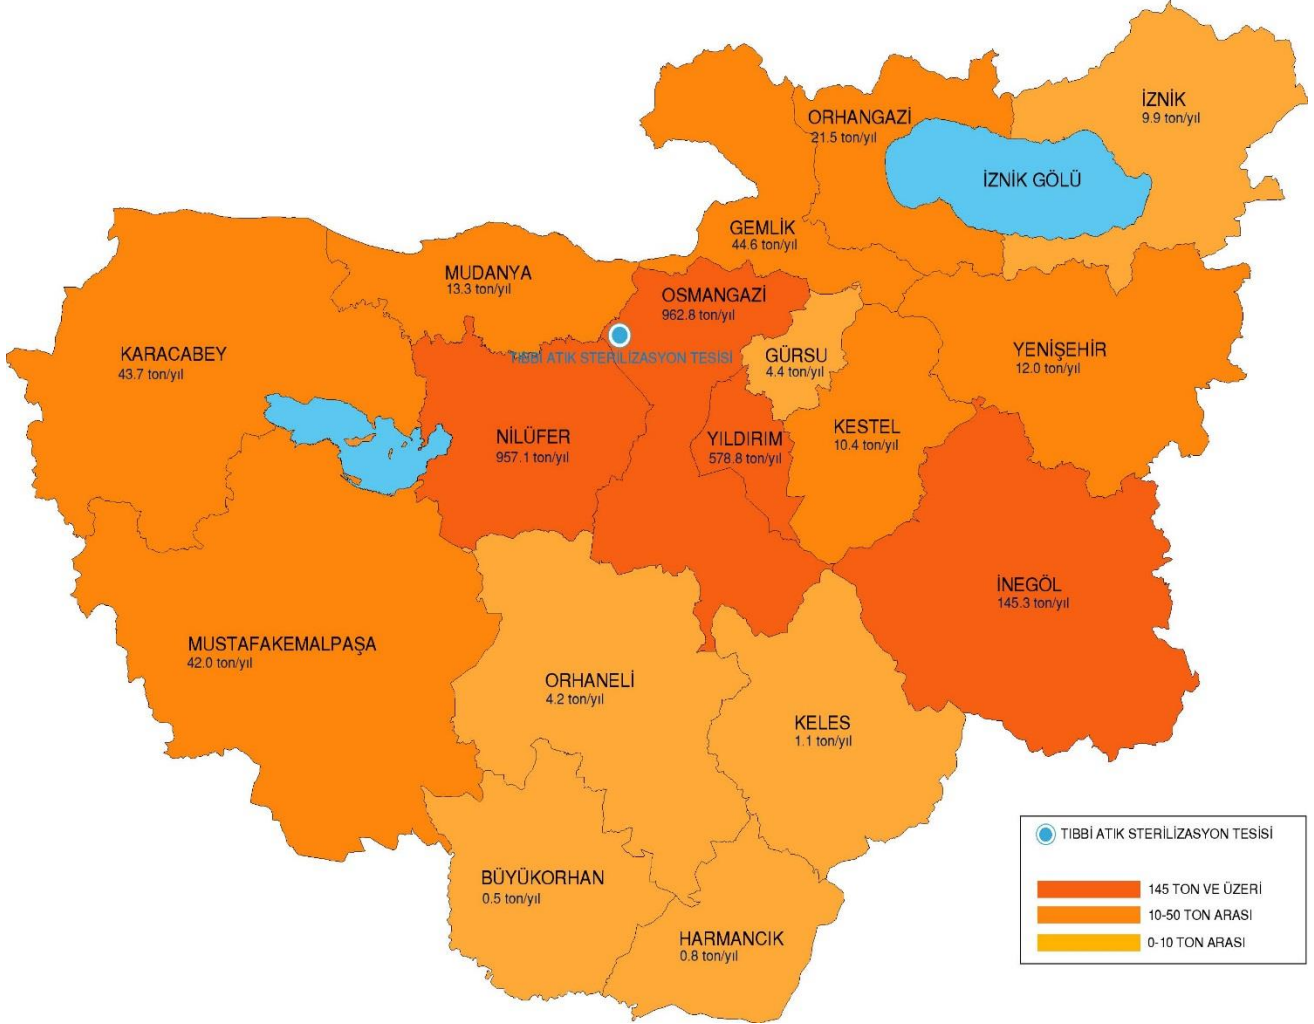 İZNİK
9.9 ton/yıl
ORHANGAZİ
21.5 ton/yıl
İZNİK GÖLÜ
GEMLİK
44.6 ton/yıl
MUDANYA
13.3 ton/yıl
OSMANGAZİ
962.8 ton/yıl
TIBBİ ATIK STERİLİZASYON TESİSİ
KARACABEY
43.7 ton/yıl
GÜRSU
4.4 ton/yıl
YENİŞEHİR
12.0 ton/yıl
NİLÜFER
957.1 ton/yıl
YILDIRIM
578.8 ton/yıl
KESTEL
10.4 ton/yıl
İNEGÖL
145.3 ton/yıl
MUSTAFAKEMALPAŞA
42.0 ton/yıl
ORHANELİ
4.2 ton/yıl
KELES
1.1 ton/yıl
BÜYÜKORHAN
0.5 ton/yıl
HARMANCIK
0.8 ton/yıl
TIBBİ ATIK STERİLİZASYON TESİSİ
145 TON VE ÜZERİ
10-50 TON ARASI
0-10 TON ARASI